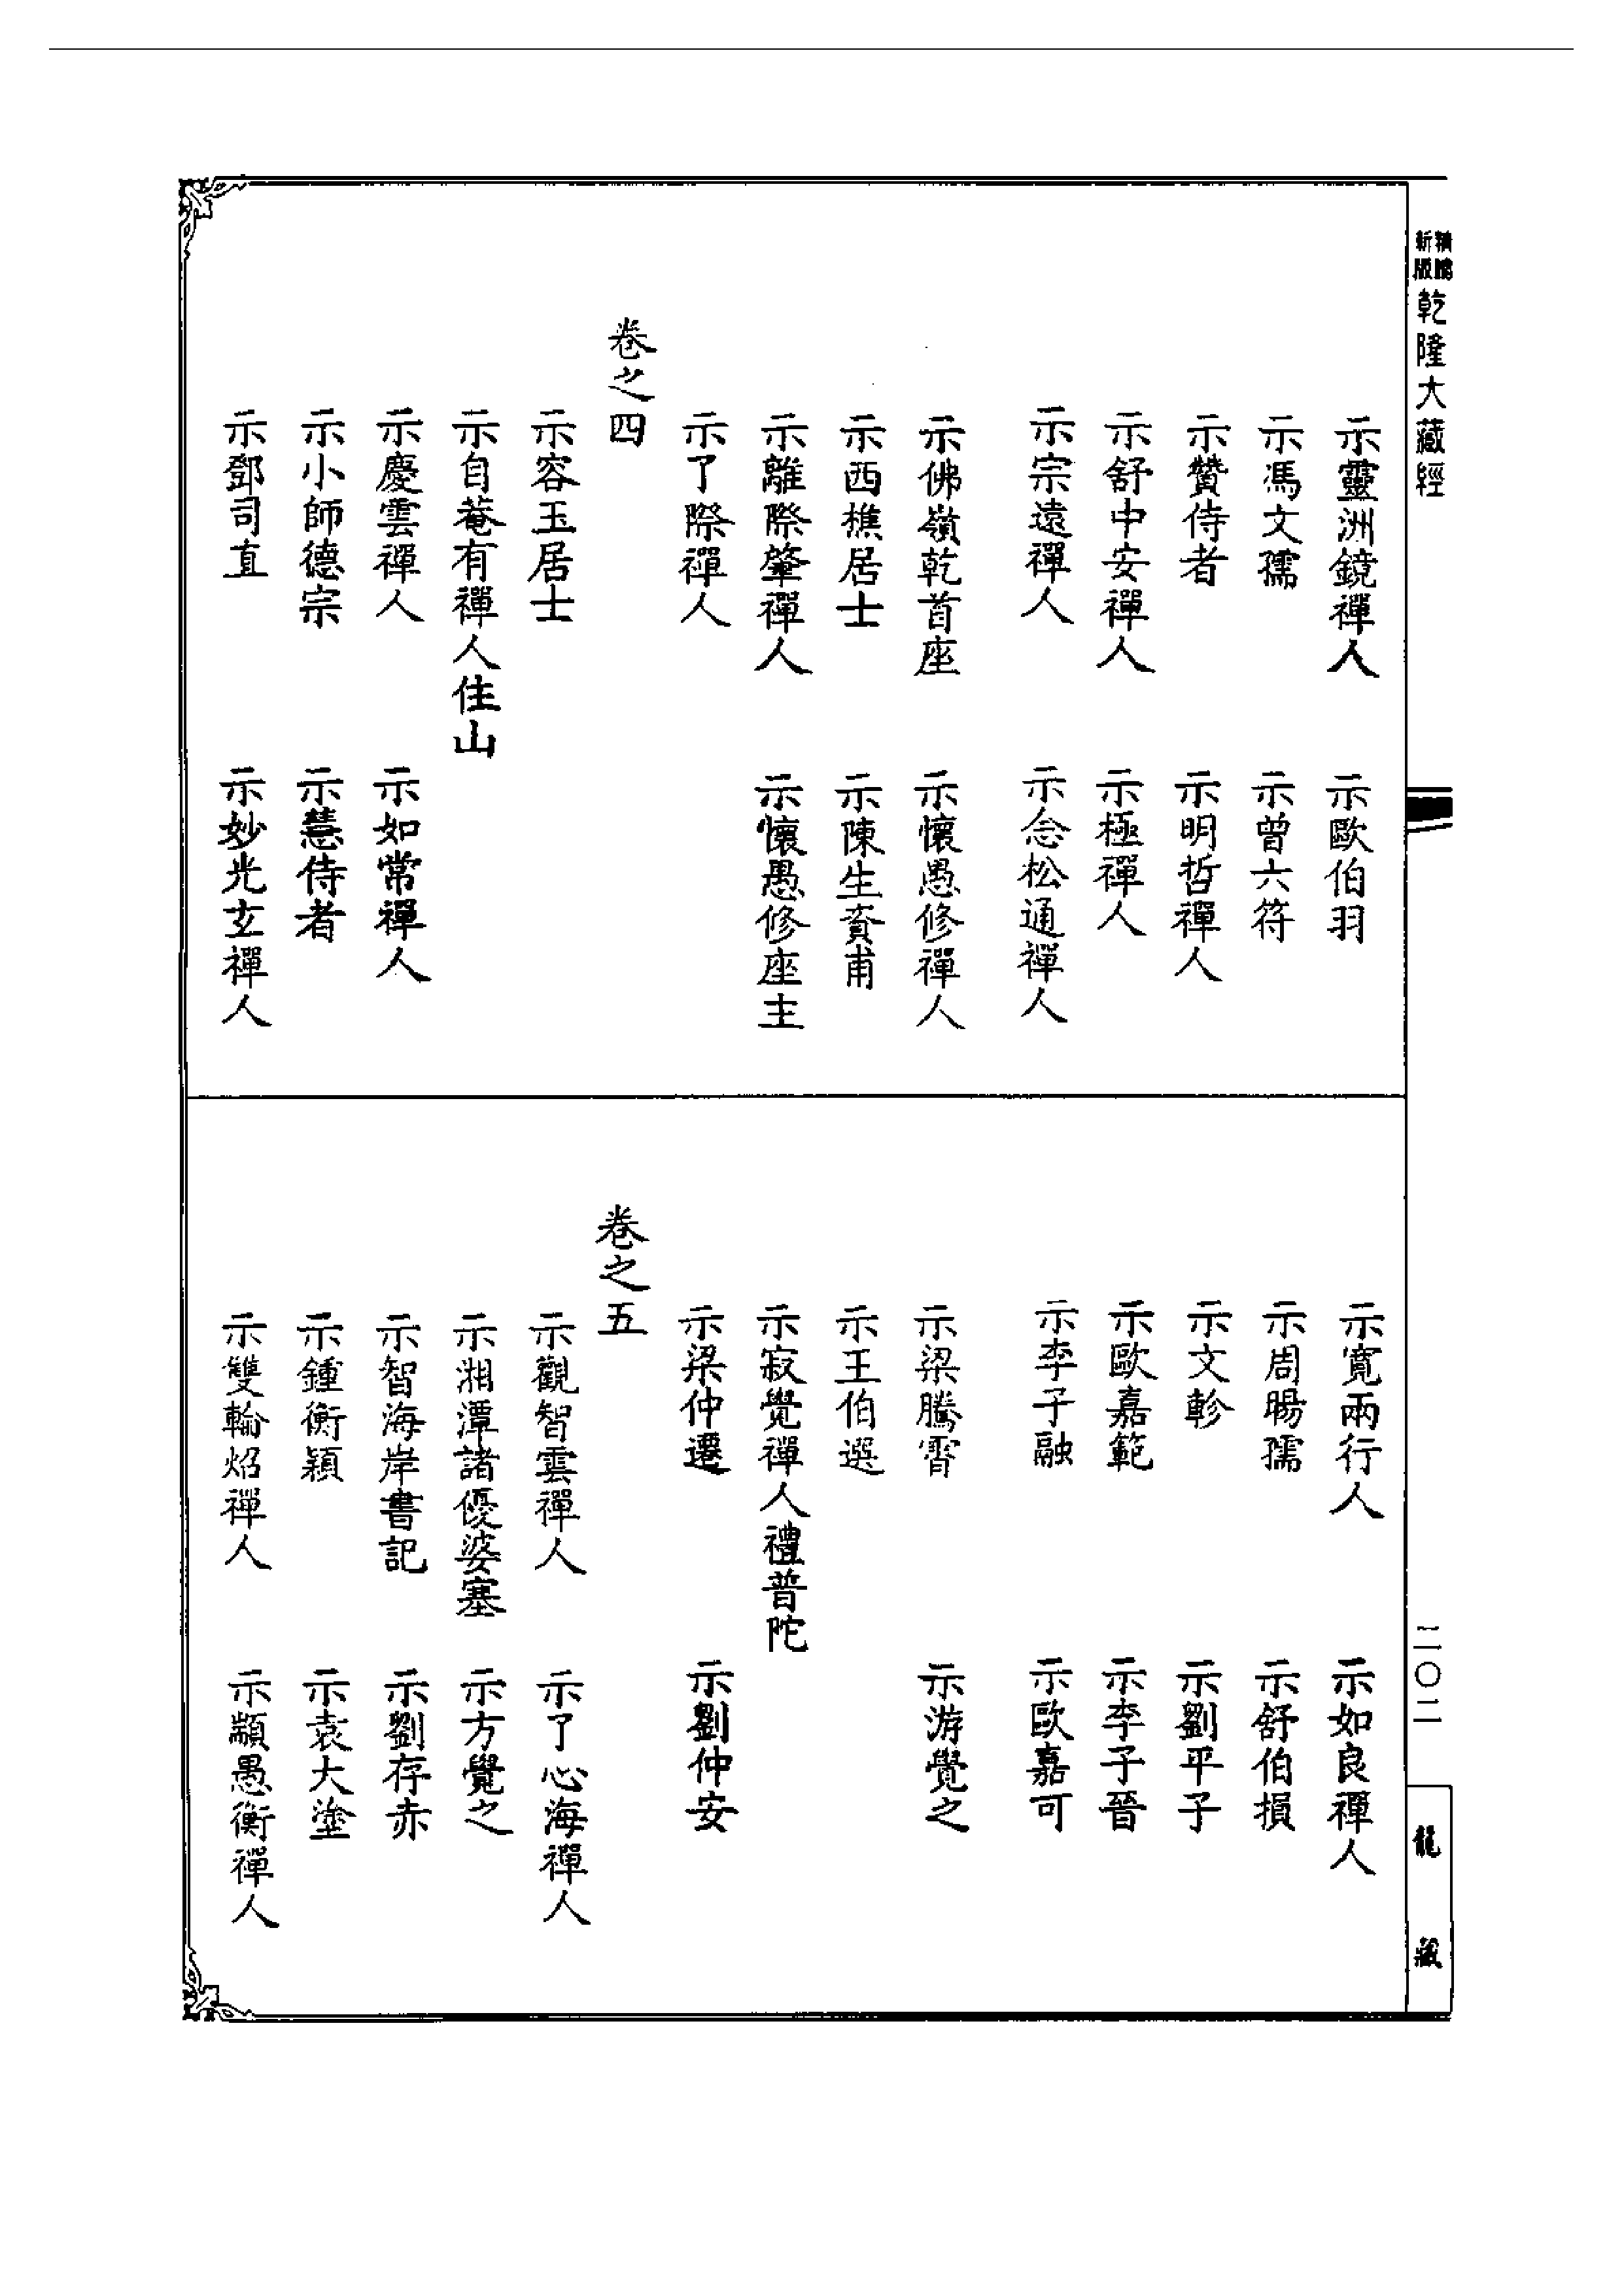 新版
乾隆大藏經
示靈洲鏡禪人　示歐伯羽
示馮文孺　示曾六符
示贊侍者　示明哲禪人
示舒中安禪人　示極禪人
示宗遠禪人　示念松通禪人
示佛嶺乾首座　示懷愚修禪人
示西樵居士　示陳生資甫
示離際肇禪人　示懷愚修座主
示了際禪人
卷之四
示容玉居士
示自菴有禪人住山
示慶雲禪人　示如常禪人
示小師德宗　示慧侍者
示鄧司直　示妙光玄禪人
示寬兩行人　示如良禪人
示周暘孺　示舒伯損
示文軫　示劉平子
示歐嘉範　示李子晉
示李子融　示歐嘉可
示梁騰霄　示游覺之
示王伯選
示寂覺禪人禮普陀
示梁仲遷　示劉仲安
卷之五
示觀智雲禪人　示了心海禪人
示湘潭諸優婆塞　示方覺之
示智海岸書記　示劉存赤
示鍾衡穎　示袁大塗
示雙輪炤禪人　示顓愚衡禪人
二〇二
龍藏